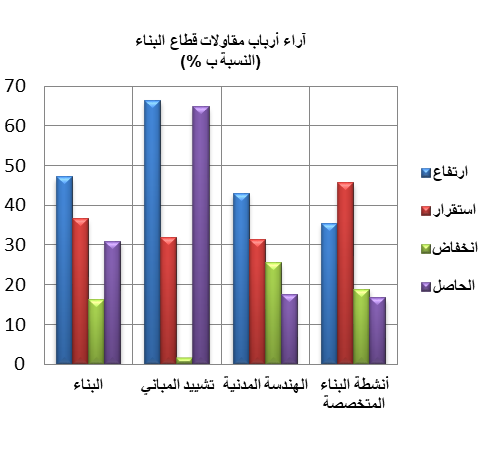 آراء أرباب مقاولات قطاع البناء
(النسبة ب %)
70
60
50
40
30
20
10
0
ارتفاع
استقرار
انخفاض
الحاصل
البناء
تشييد المباني
الهندسة المدنية
أنشطة البناء
المتخصصة